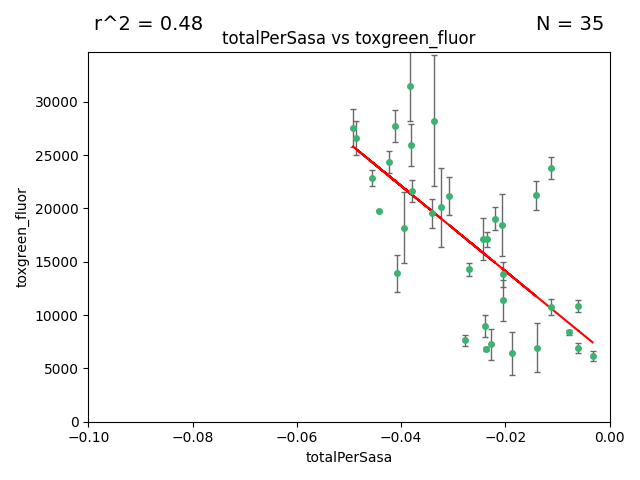 r^2 = 0.48
N = 35
totalPerSasa vs toxgreen_fluor
30000
25000
20000
15000
10000
5000
0
toxgreen_fluor
−0.10
−0.08
−0.06
−0.04
−0.02
0.00
totalPerSasa